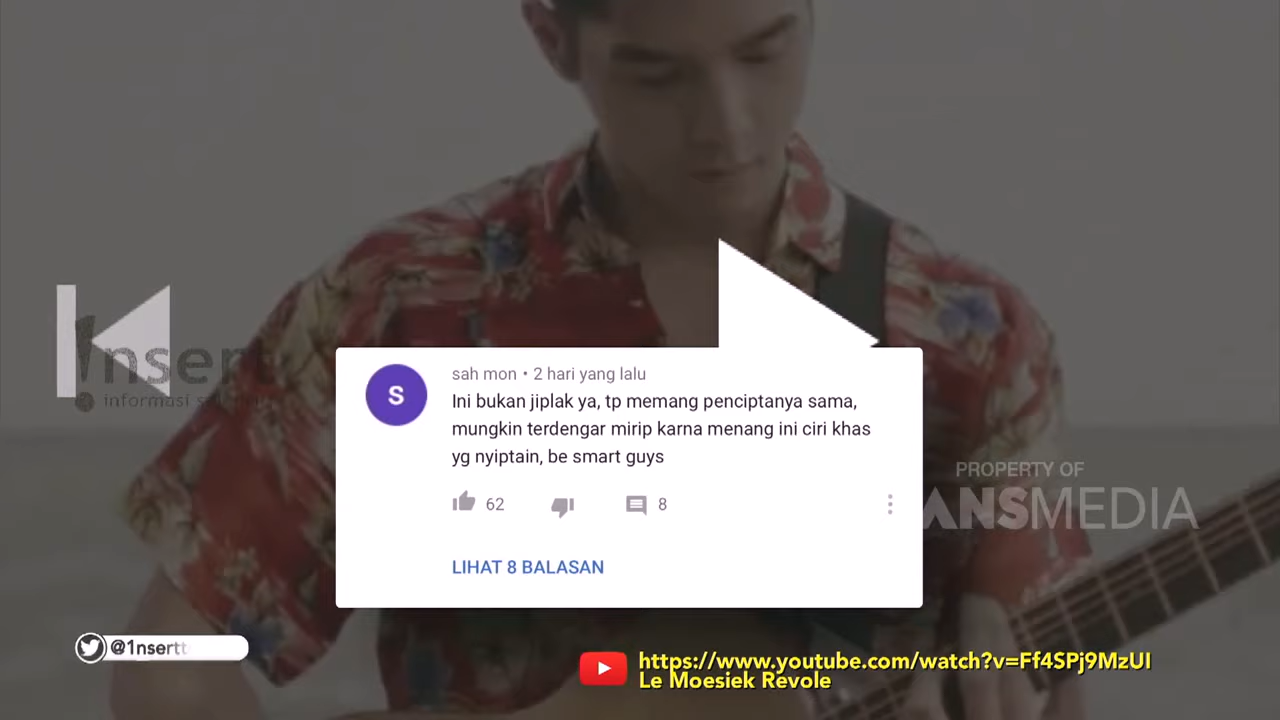 1nsert
informasi s
S
sah mon • 2 hari yang lalu
Ini bukan jiplak ya, tp memang penciptanya sama,
mungkin terdengar mirip karna menang ini ciri khas
yg nyiptain, be smart guys
62
8
LIHAT 8 BALASAN
PROPERTY OF
ANSMEDIA
@1nsertt
https://www.youtube.com/watch?v=Ff4SPj9MzUI
Le Moesiek Revole